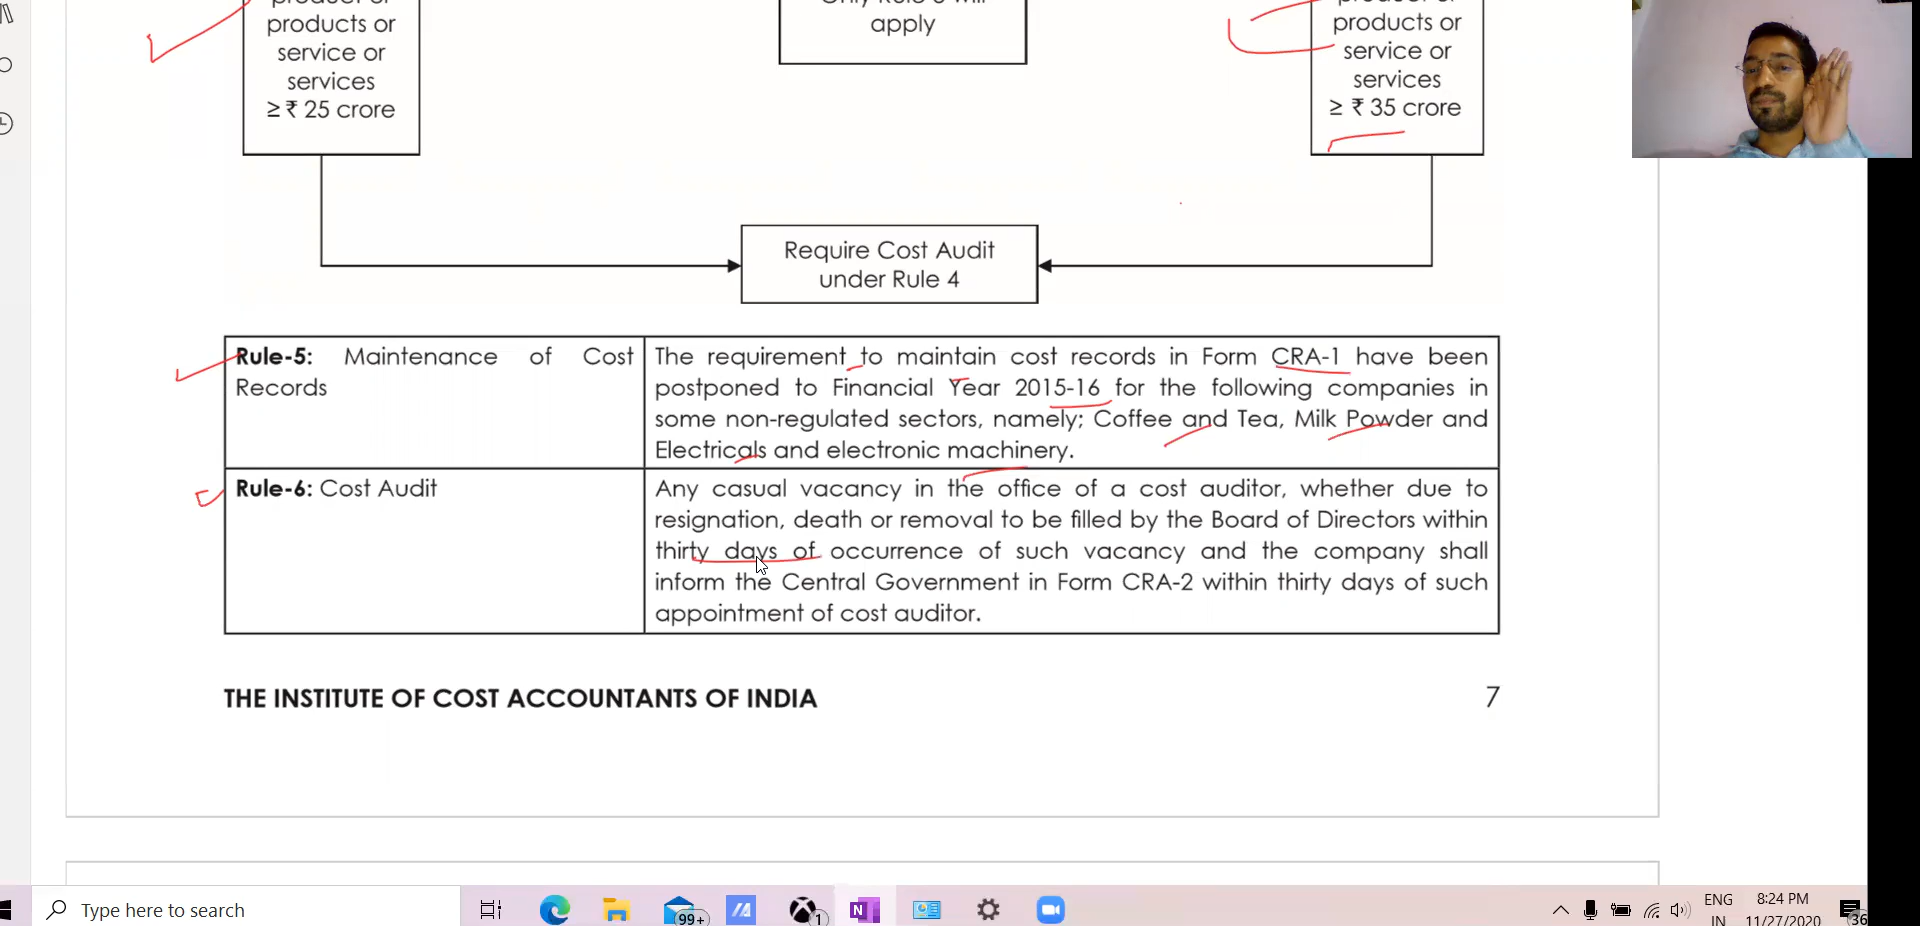 products or
service or
services
≥ ₹ 25 crore
apply
products or
service or
services
≥ ₹ 35 crore
Require Cost Audit
under Rule 4
Rule-5: Maintenance of Cost
Records
The requirement to maintain cost records in Form CRA-1 have been
postponed to Financial Year 2015-16 for the following companies in
some non-regulated sectors, namely; Coffee and Tea, Milk Powder and
Electricals and electronic machinery.
Rule-6: Cost Audit
Any casual vacancy in the office of a cost auditor, whether due to
resignation, death or removal to be filled by the Board of Directors within
thirty days of occurrence of such vacancy and the company shall
inform the Central Government in Form CRA-2 within thirty days of such
appointment of cost auditor.
THE INSTITUTE OF COST ACCOUNTANTS OF INDIA
7
Type here to search
99+
1
N
ENG
IN
8:24 PM
11/27/2020
36